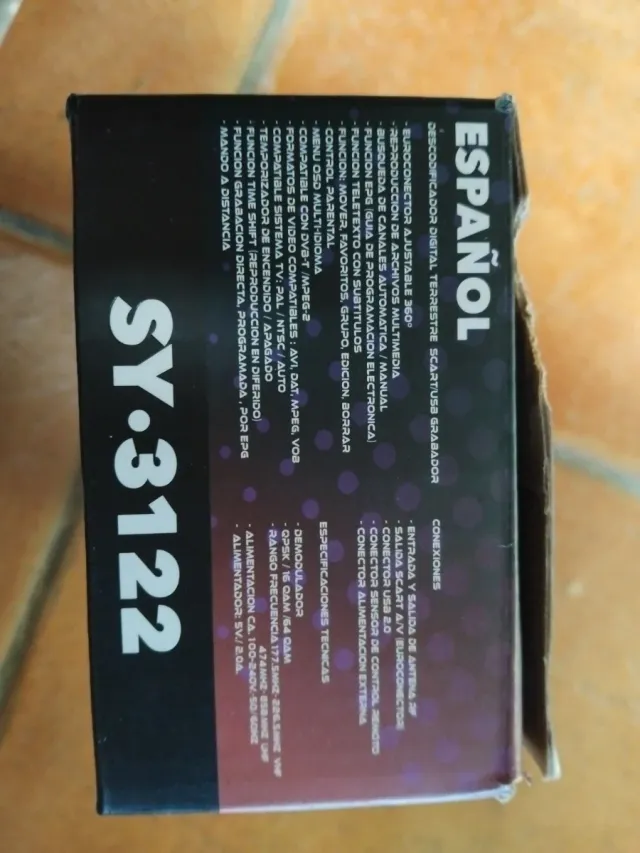 ESPAÑOL
DESCODIFICADOR DIGITAL TERRESTRE SCART/USB GRABADOR
· EUROCONECTOR AJUSTABLE 360º
· REPRODUCCION DE ARCHIVOS MULTIMEDIA
· BUSQUEDA DE CANALES AUTOMATICA / MANUAL
· FUNCION EPG (GUIA DE PROGRAMACION ELECTRONICA)
· FUNCION TELETEXTO CON SUBTITULOS
· FUNCION: MOVER, FAVORITOS, GRUPO, EDICION, BORRAR
· CONTROL PARENTAL
· MENU OSD MULTI-IDIOMA
· COMPATIBLE CON DVB-T /MPEG-2
· FORMATOS DE VIDEO COMPATIBLES : AVI, DAT, MPEG, VOB
· COMPATIBLE SISTEMA TV: PAL / NTSC / AUTO
· TEMPORIZADOR DE ENCENDIDO / APAGADO
· FUNCION TIME SHIFT (REPRODUCCION EN DIFERIDO)
· FUNCION GRABACION DIRECTA, PROGRAMADA , POR EPG
· MANDO A DISTANCIA
CONEXIONES
· ENTRADA Y SALIDA DE ANTENA RF
· SALIDA SCART A/V (EUROCONECTOR)
· CONECTOR USB 2.0
· CONECTOR SENSOR DE CONTROL REMOTO
· CONECTOR ALIMENTACION EXTERNA
ESPECIFICACIONES TECNICAS
· DEMODULADOR
· QPSK / 16 QAM /64 QAM
· RANGO FRECUENCIA177.5MHZ-226.5MHZ VHF
474MHZ- 858MHZ UHF
· ALIMENTACION CA. 100-240V-50/60HZ
· ALIMENTADOR: 5V./ 2.0A.
SY·3122